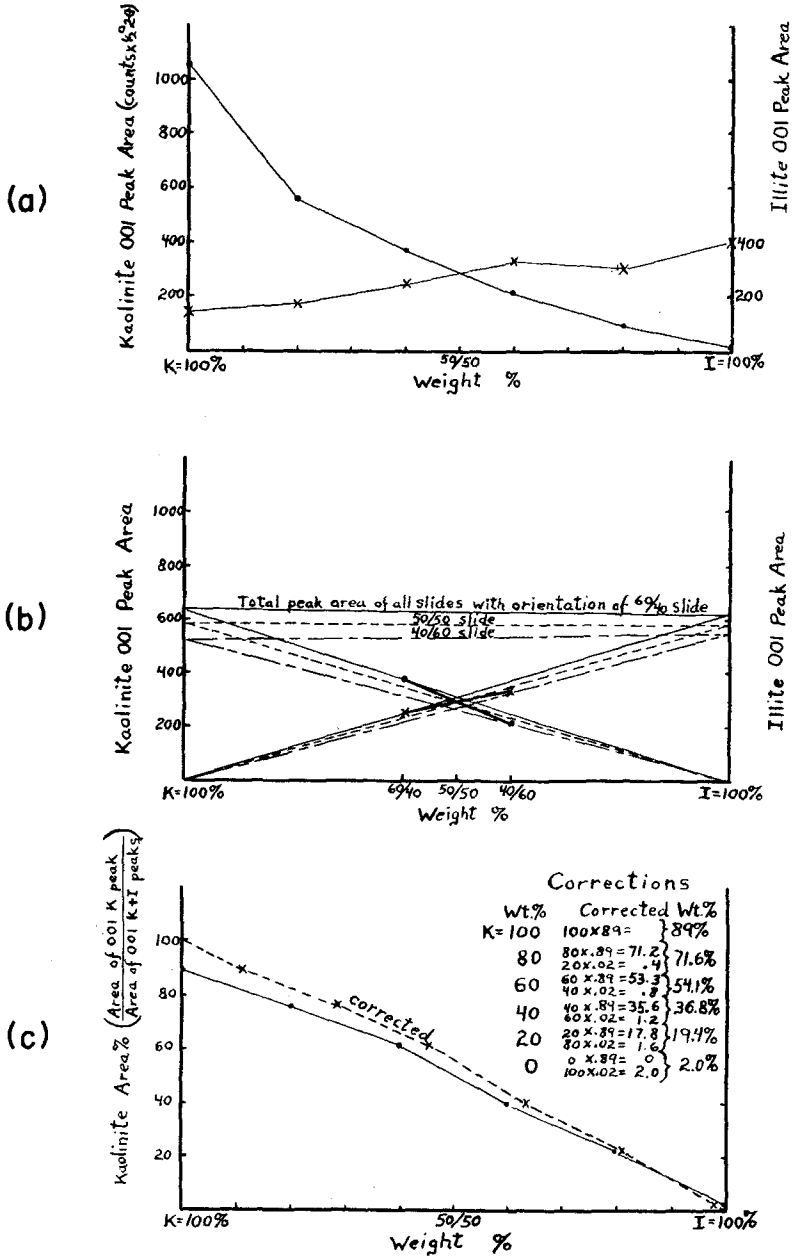 (a)
Kaolinite 001 Peak Area (counts x ½°2θ)
1000
800
600
400
200
Illite 001 Peak Area
400
200
K=100%
50/50
I=100%
Weight %
(b)
Kaolinite 001 Peak Area
1000
800
600
400
200
Illite 001 Peak Area
Total peak area of all slides with orientation of 60/40 slide
50/50 slide
40/60 slide
K=100%
60/40
50/50
40/60
I=100%
Weight %
(c)
Kaolinite Area% (Area of 001 K peak / Area of 001 K+I peaks)
100
80
60
40
20
corrected
Corrections
Wt.% Corrected Wt.%
K=100 100x89= } 89%
80 80x.89=71.2 } 71.6%
20x.02= .4
60 60x.89=53.3 } 54.1%
40x.02= .8
40 40x.89=35.6 } 36.8%
60x.02= 1.2
20 20x.89=17.8 } 19.4%
80x.02= 1.6
0 0x.89= 0 } 2.0%
100x.02= 2.0
K=100%
50/50
I=100%
Weight %